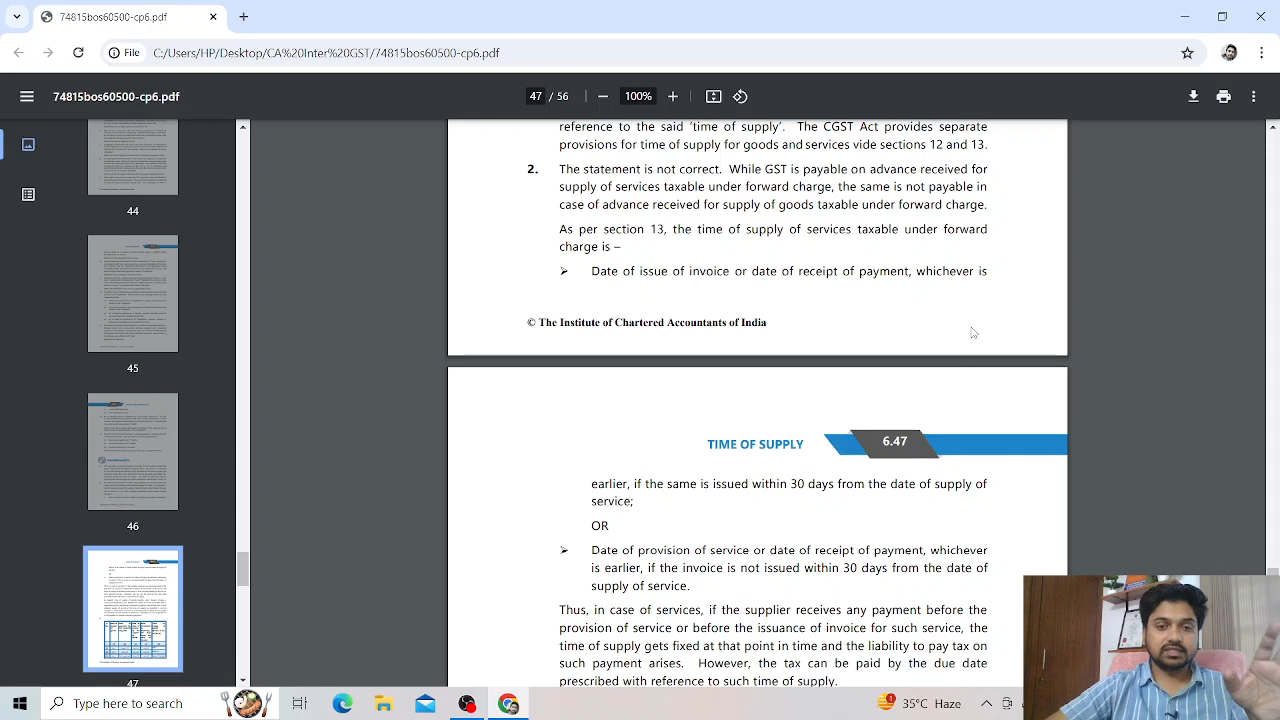 74815bos60500-cp6.pdf
File
C:/Users/HP/Desktop/CA%20Inter%20GST/74815bos60500-cp6.pdf
74815bos60500-cp6.pdf
47 / 56
100%
44
45
46
47
reference to the said 'time of supply'. The CGST Act provides separate
provisions for time of supply for goods and services vide sections 12 and 13.
2. The statement is not correct. While GST is payable on advance received for
supply of services taxable under forward charge, the same is not payable in
case of advance received for supply of goods taxable under forward charge.
As per section 13, the time of supply of services taxable under forward
charge is –
➢ Date of issue of invoice or date of receipt of payment, whichever is
© The Institute of Chartered Accountants of India
TIME OF SUPPLY
6.47
earlier, if the same is issued within 30 days from the date of supply of
service;
OR
➢ Date of provision of service or date of receipt of payment, whichever
is earlier, if the invoice is not issued within 30 days from the date of
supply of service.
Thus, in case of services, if the supplier receives any payment before the
provision of service or before the issuance of invoice for such service, the
time of supply gets fixed at that point in time and the liability to pay tax on
such payment arises. However, the tax can be paid by the due date
prescribed with reference to such time of supply.
Type here to search
1
35°C Haze